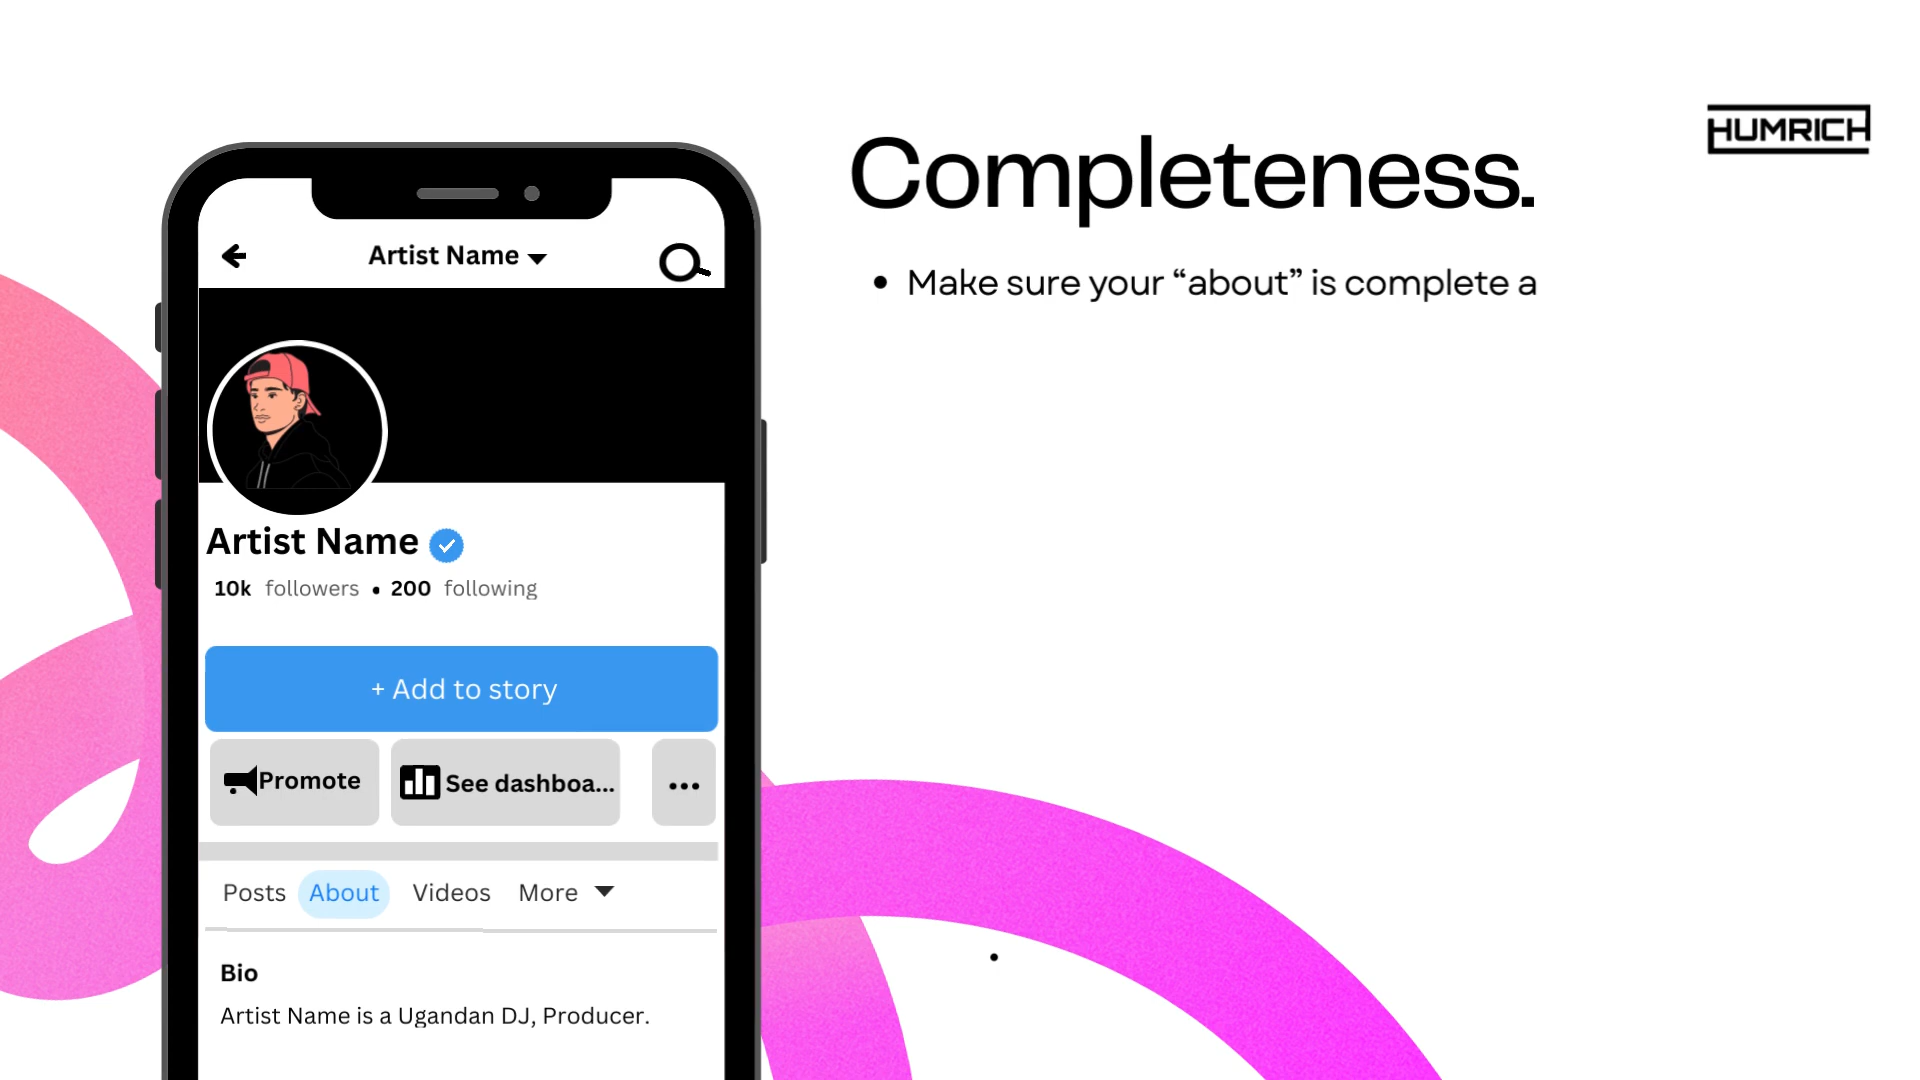 HUMRICH
Completeness.
• Make sure your “about” is complete a
Artist Name
Artist Name
10k followers • 200 following
+ Add to story
Promote
See dashboa...
...
Posts About Videos More
Bio
Artist Name is a Ugandan DJ, Producer.